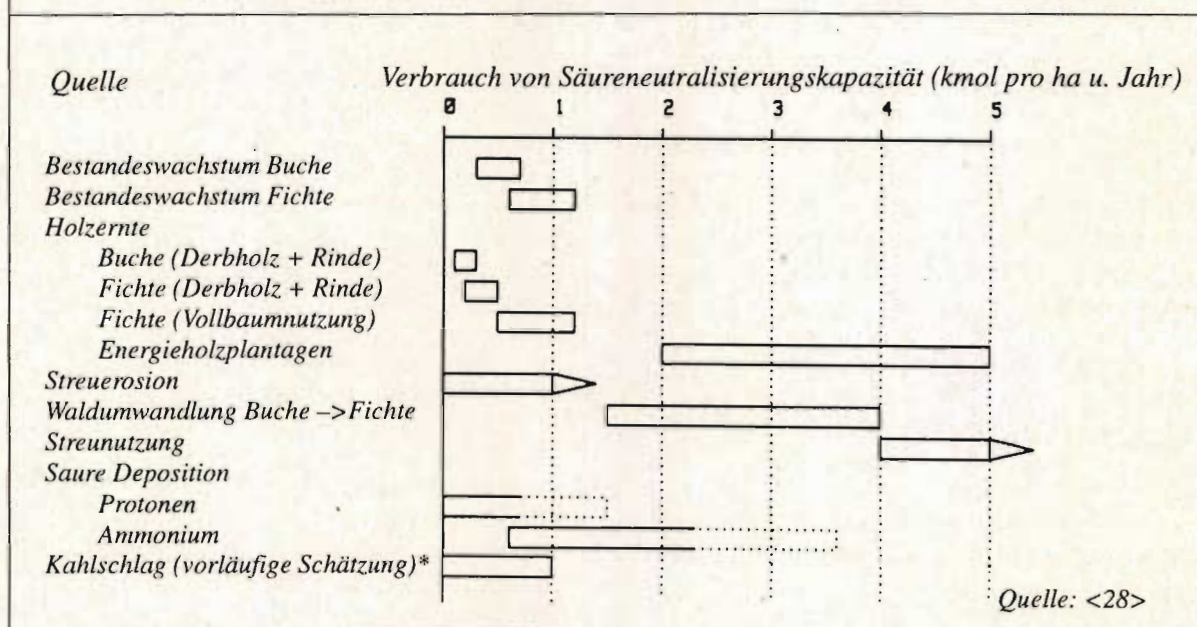 Quelle Verbrauch von Säureneutralisierungskapazität (kmol pro ha u. Jahr)
0 1 2 3 4 5
Bestandeswachstum Buche
Bestandeswachstum Fichte
Holzernte
Buche (Derbholz + Rinde)
Fichte (Derbholz + Rinde)
Fichte (Vollbaumnutzung)
Energieholzplantagen
Streuerosion
Waldumwandlung Buche –>Fichte
Streunutzung
Saure Deposition
Protonen
Ammonium
Kahlschlag (vorläufige Schätzung)*
Quelle: <28>